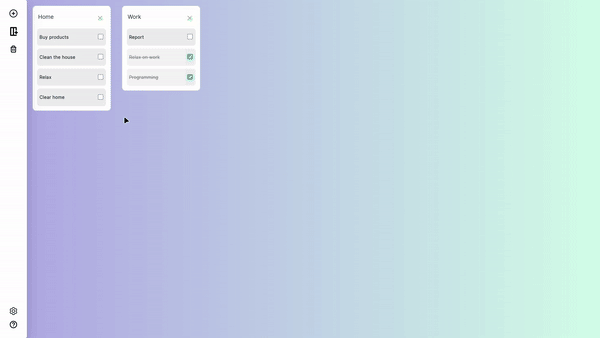 Home
Buy products
Clean the house
Relax
Clear home
Work
Report
Relax on work
Programming